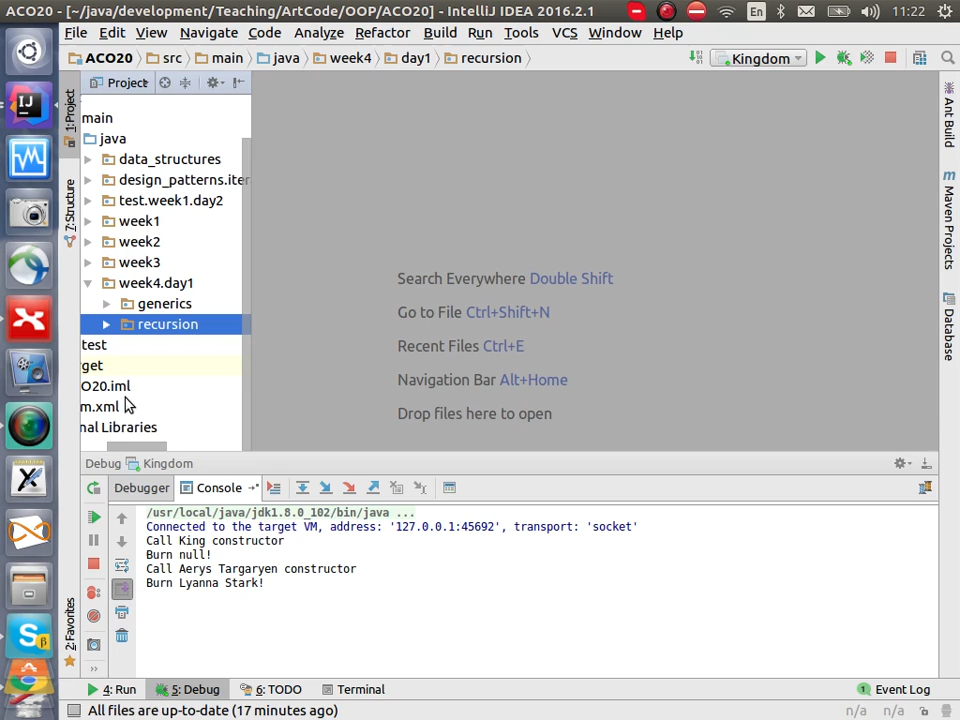 ACO20 - [~/java/development/Teaching/ArtCode/OOP/ACO20] - IntelliJ IDEA 2016.2.1
En
11:22
File Edit View Navigate Code Analyze Refactor Build Run Tools VCS Window Help
ACO20 src main java week4 day1 recursion
Kingdom
Project
1: Project
7: Structure
2: Favorites
main
java
data_structures
design_patterns.iter
test.week1.day2
week1
week2
week3
week4.day1
generics
recursion
test
get
O20.iml
m.xml
nal Libraries
Search Everywhere Double Shift
Go to File Ctrl+Shift+N
Recent Files Ctrl+E
Navigation Bar Alt+Home
Drop files here to open
Ant Build
m
Maven Projects
Database
Debug Kingdom
Debugger Console
/usr/local/java/jdk1.8.0_102/bin/java ...
Connected to the target VM, address: '127.0.0.1:45692', transport: 'socket'
Call King constructor
Burn null!
Call Aerys Targaryen constructor
Burn Lyanna Stark!
4: Run 5: Debug 6: TODO Terminal
1 Event Log
All files are up-to-date (17 minutes ago)
n/a n/a